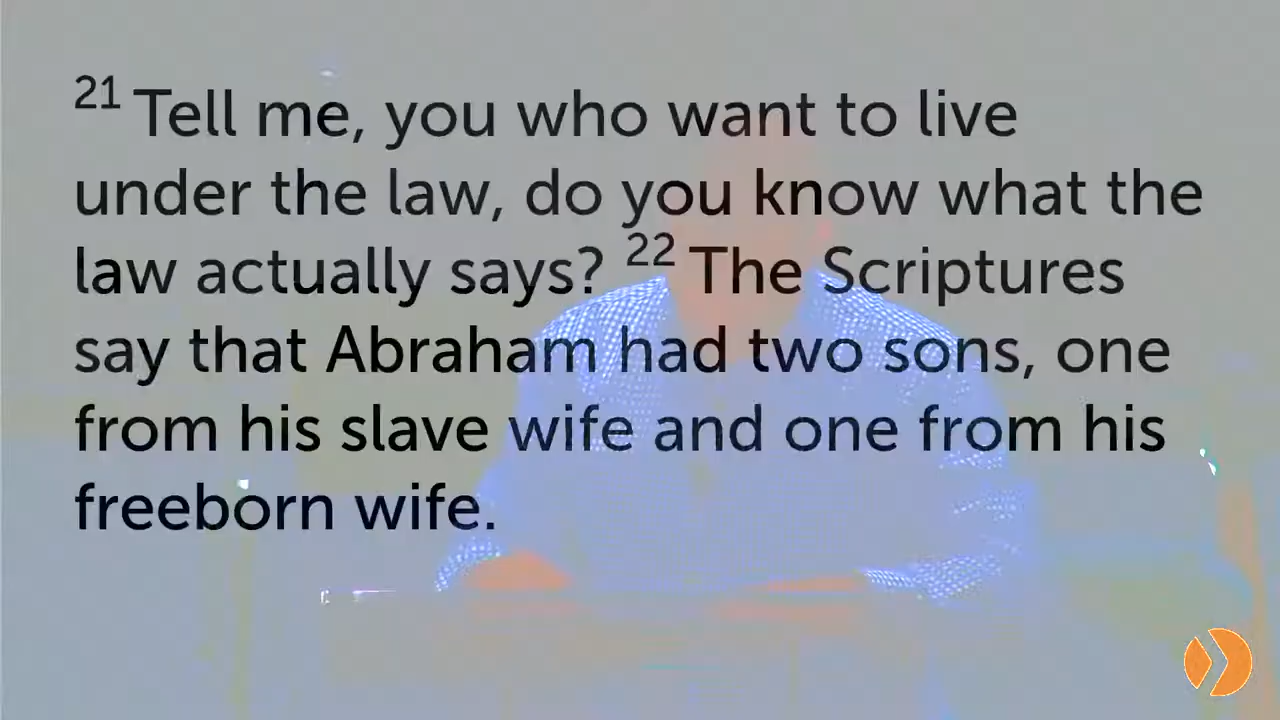 21 Tell me, you who want to live
under the law, do you know what the
law actually says? 22 The Scriptures
say that Abraham had two sons, one
from his slave wife and one from his
freeborn wife.